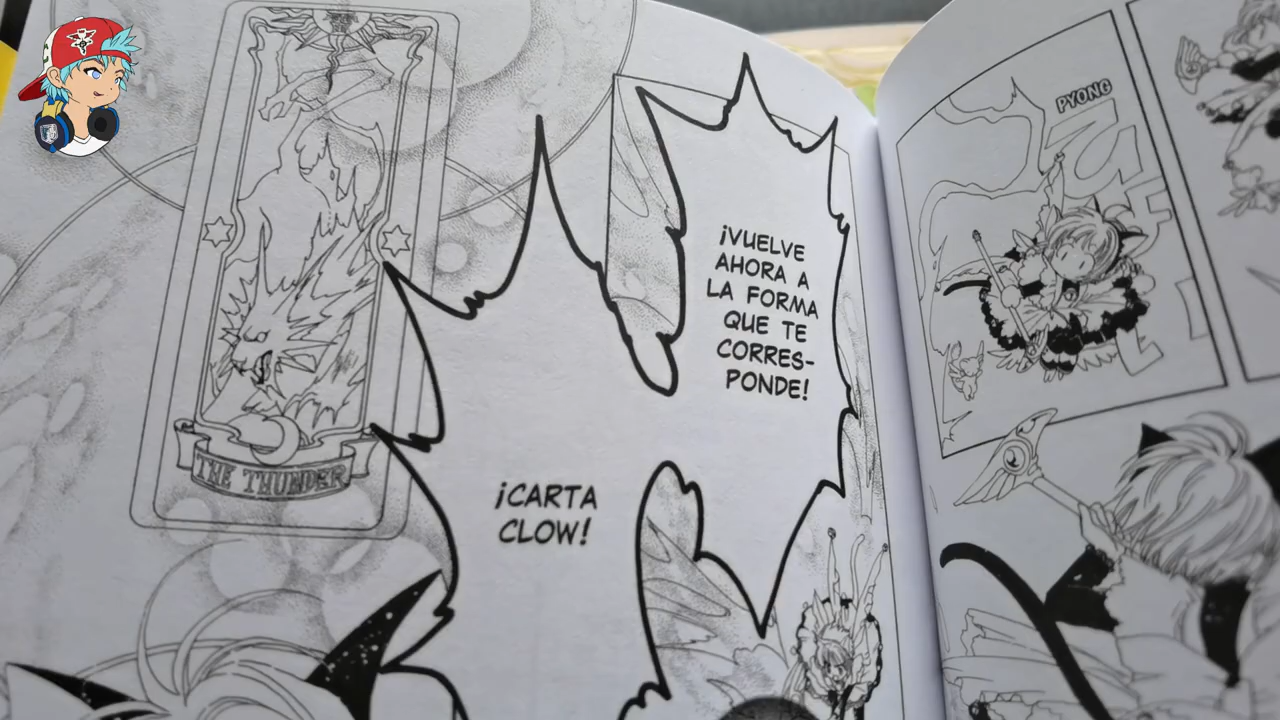 ¡VUELVE
AHORA A
LA FORMA
QUE TE
CORRES-
PONDE!
¡CARTA
CLOW!
THE THUNDER
PYONG